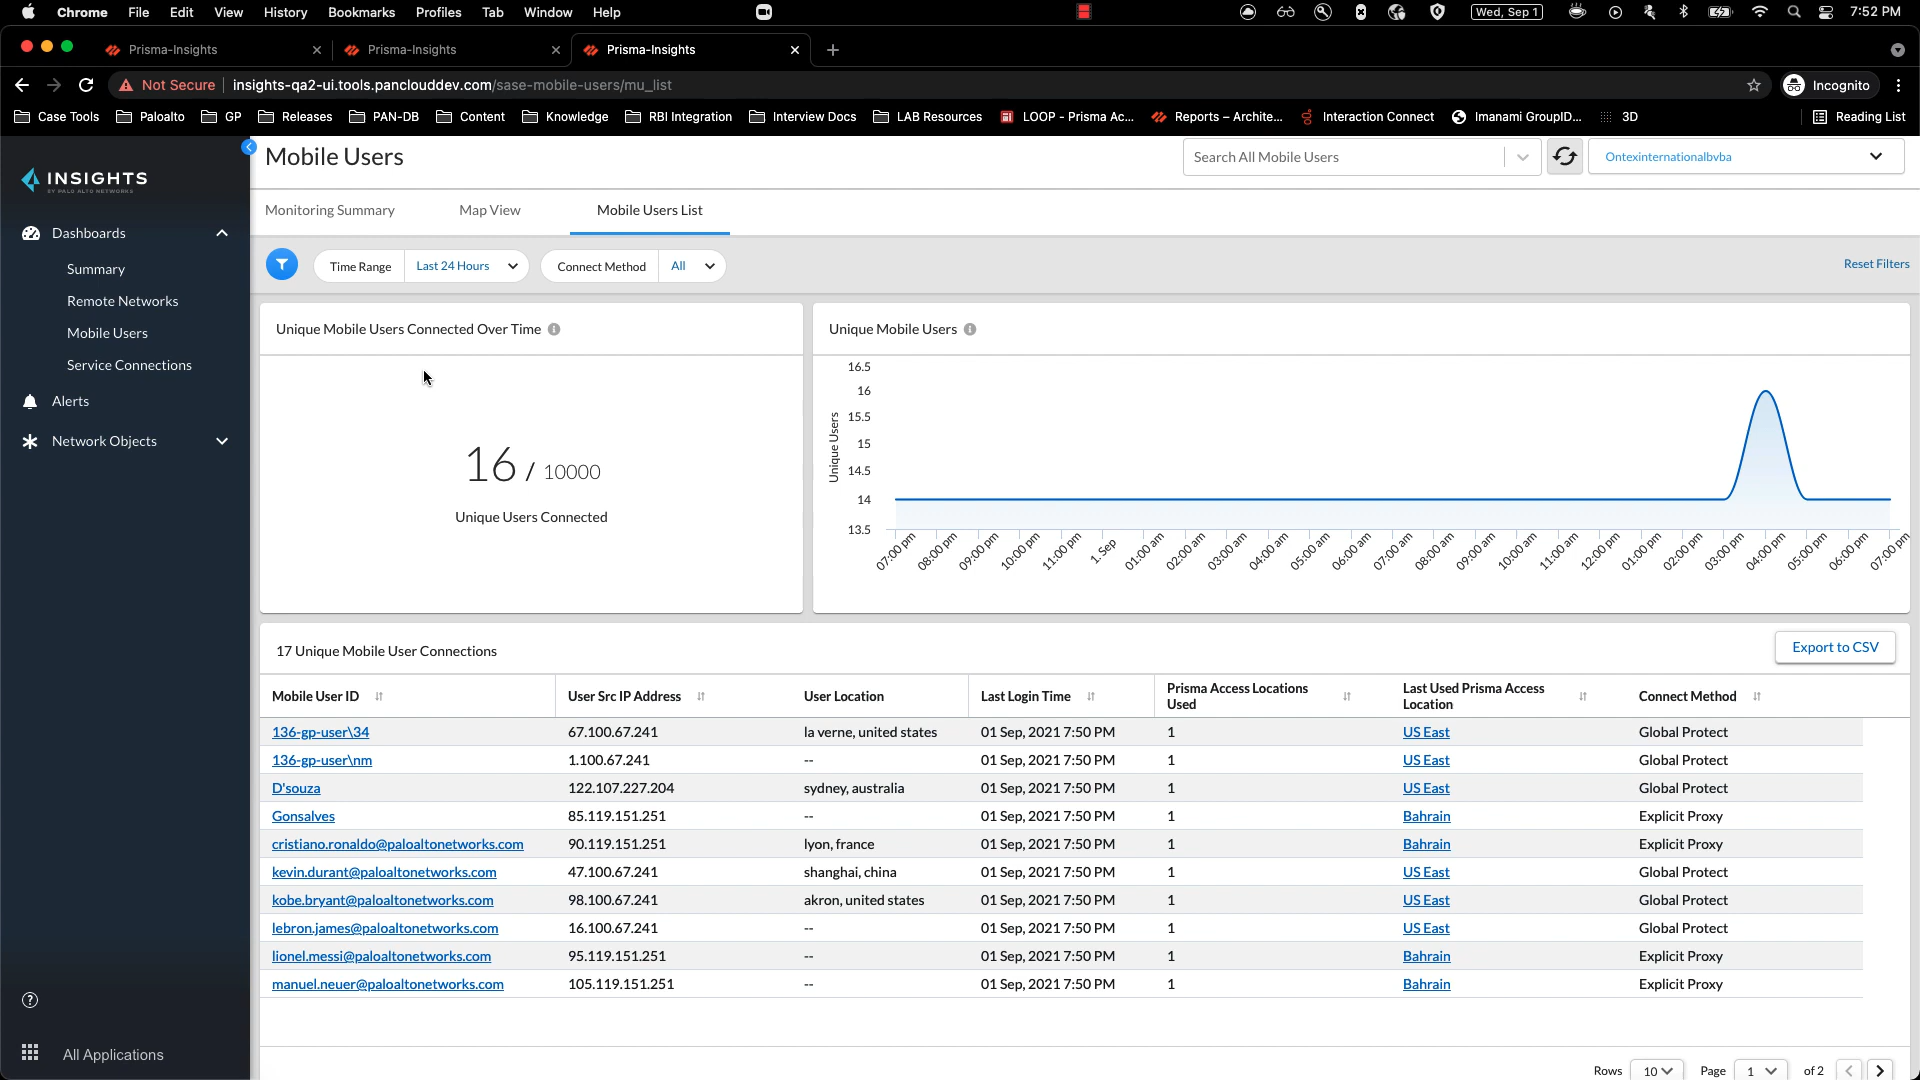 Chrome File Edit View History Bookmarks Profiles Tab Window Help Wed, Sep 1 7:52 PM
Prisma-Insights Prisma-Insights Prisma-Insights
Not Secure insights-qa2-ui.tools.panclouddev.com/sase-mobile-users/mu_list Incognito
Case Tools Paloalto GP Releases PAN-DB Content Knowledge RBI Integration Interview Docs LAB Resources LOOP - Prisma Ac... Reports – Archite... Interaction Connect Imanami GroupID... 3D Reading List
INSIGHTS
BY PALO ALTO NETWORKS
Dashboards
Summary
Remote Networks
Mobile Users
Service Connections
Alerts
Network Objects
All Applications
Mobile Users
Search All Mobile Users
Ontexinternationalbvba
Monitoring Summary Map View Mobile Users List
Time Range Last 24 Hours Connect Method All Reset Filters
Unique Mobile Users Connected Over Time
16 / 10000
Unique Users Connected
Unique Mobile Users
Unique Users
16.5
16
15.5
15
14.5
14
13.5
07:00 pm 08:00 pm 09:00 pm 10:00 pm 11:00 pm 1. Sep 01:00 am 02:00 am 03:00 am 04:00 am 05:00 am 06:00 am 07:00 am 08:00 am 09:00 am 10:00 am 11:00 am 12:00 pm 01:00 pm 02:00 pm 03:00 pm 04:00 pm 05:00 pm 06:00 pm 07:00 pm
17 Unique Mobile User Connections Export to CSV
Mobile User ID User Src IP Address User Location Last Login Time Prisma Access Locations Used Last Used Prisma Access Location Connect Method
136-gp-user\34 67.100.67.241 la verne, united states 01 Sep, 2021 7:50 PM 1 US East Global Protect
136-gp-user\nm 1.100.67.241 -- 01 Sep, 2021 7:50 PM 1 US East Global Protect
D'souza 122.107.227.204 sydney, australia 01 Sep, 2021 7:50 PM 1 US East Global Protect
Gonsalves 85.119.151.251 -- 01 Sep, 2021 7:50 PM 1 Bahrain Explicit Proxy
cristiano.ronaldo@paloaltonetworks.com 90.119.151.251 lyon, france 01 Sep, 2021 7:50 PM 1 Bahrain Explicit Proxy
kevin.durant@paloaltonetworks.com 47.100.67.241 shanghai, china 01 Sep, 2021 7:50 PM 1 US East Global Protect
kobe.bryant@paloaltonetworks.com 98.100.67.241 akron, united states 01 Sep, 2021 7:50 PM 1 US East Global Protect
lebron.james@paloaltonetworks.com 16.100.67.241 -- 01 Sep, 2021 7:50 PM 1 US East Global Protect
lionel.messi@paloaltonetworks.com 95.119.151.251 -- 01 Sep, 2021 7:50 PM 1 Bahrain Explicit Proxy
manuel.neuer@paloaltonetworks.com 105.119.151.251 -- 01 Sep, 2021 7:50 PM 1 Bahrain Explicit Proxy
Rows 10 Page 1 of 2